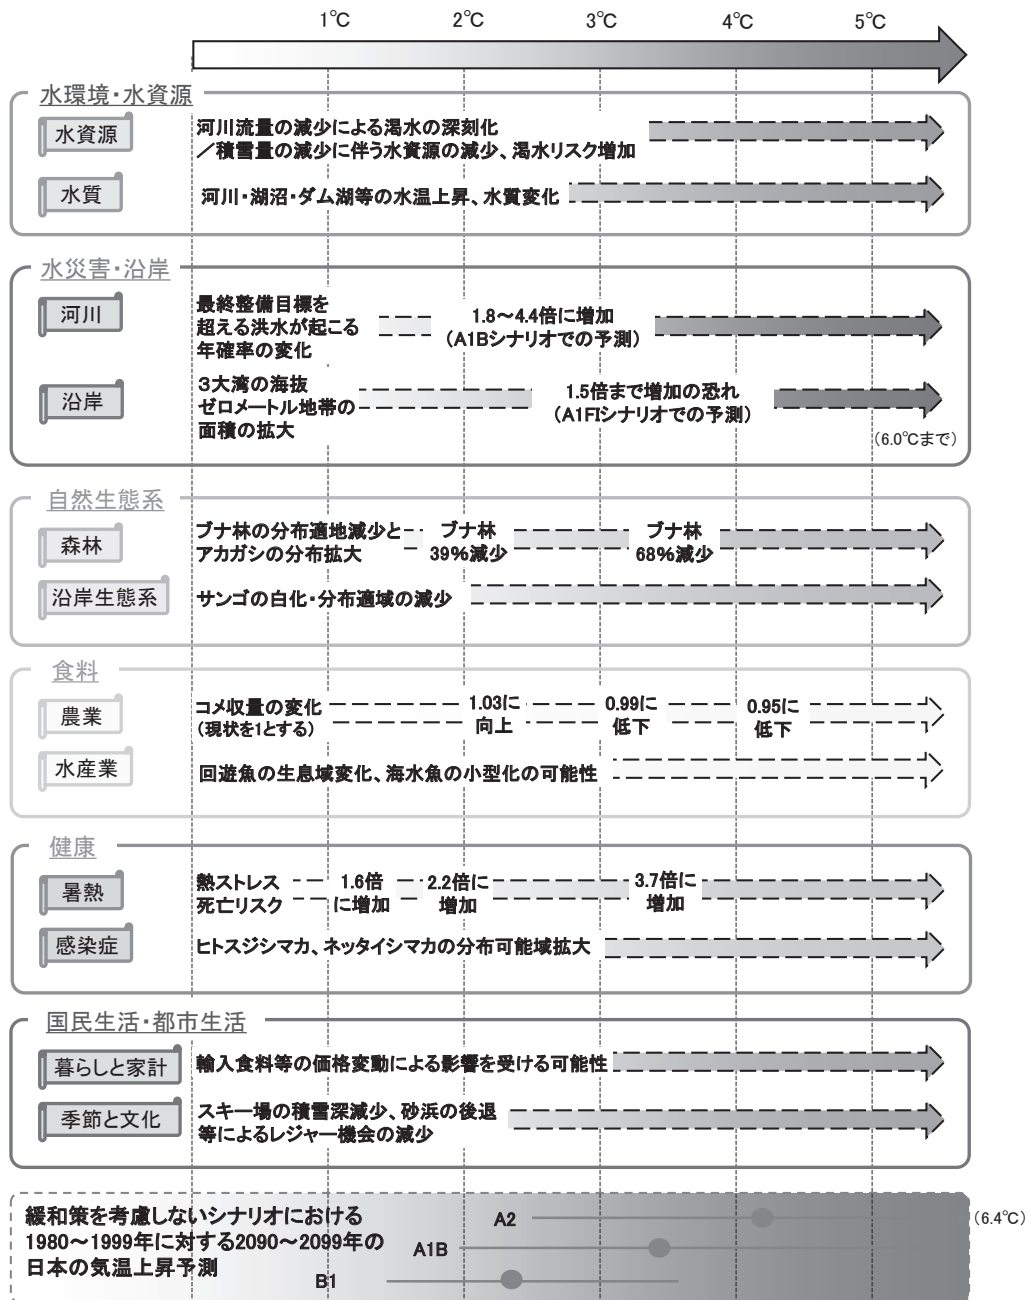 1℃ 2℃ 3℃ 4℃ 5℃
水環境・水資源
水資源
河川流量の減少による渇水の深刻化
／積雪量の減少に伴う水資源の減少、渇水リスク増加
水質
河川・湖沼・ダム湖等の水温上昇、水質変化
水災害・沿岸
河川
最終整備目標を
超える洪水が起こる
年確率の変化
1.8～4.4倍に増加
（A1Bシナリオでの予測）
沿岸
３大湾の海抜
ゼロメートル地帯の
面積の拡大
1.5倍まで増加の恐れ
（A1FIシナリオでの予測）
（6.0℃まで）
自然生態系
森林
ブナ林の分布適地減少と
アカガシの分布拡大
ブナ林
39%減少
ブナ林
68%減少
沿岸生態系
サンゴの白化・分布適域の減少
食料
農業
コメ収量の変化
（現状を1とする）
1.03に
向上
0.99に
低下
0.95に
低下
水産業
回遊魚の生息域変化、海水魚の小型化の可能性
健康
暑熱
熱ストレス
死亡リスク
1.6倍
に増加
2.2倍に
増加
3.7倍に
増加
感染症
ヒトスジシマカ、ネッタイシマカの分布可能域拡大
国民生活・都市生活
暮らしと家計
輸入食料等の価格変動による影響を受ける可能性
季節と文化
スキー場の積雪深減少、砂浜の後退
等によるレジャー機会の減少
緩和策を考慮しないシナリオにおける
1980～1999年に対する2090～2099年の
日本の気温上昇予測
A2
（6.4℃）
A1B
B1